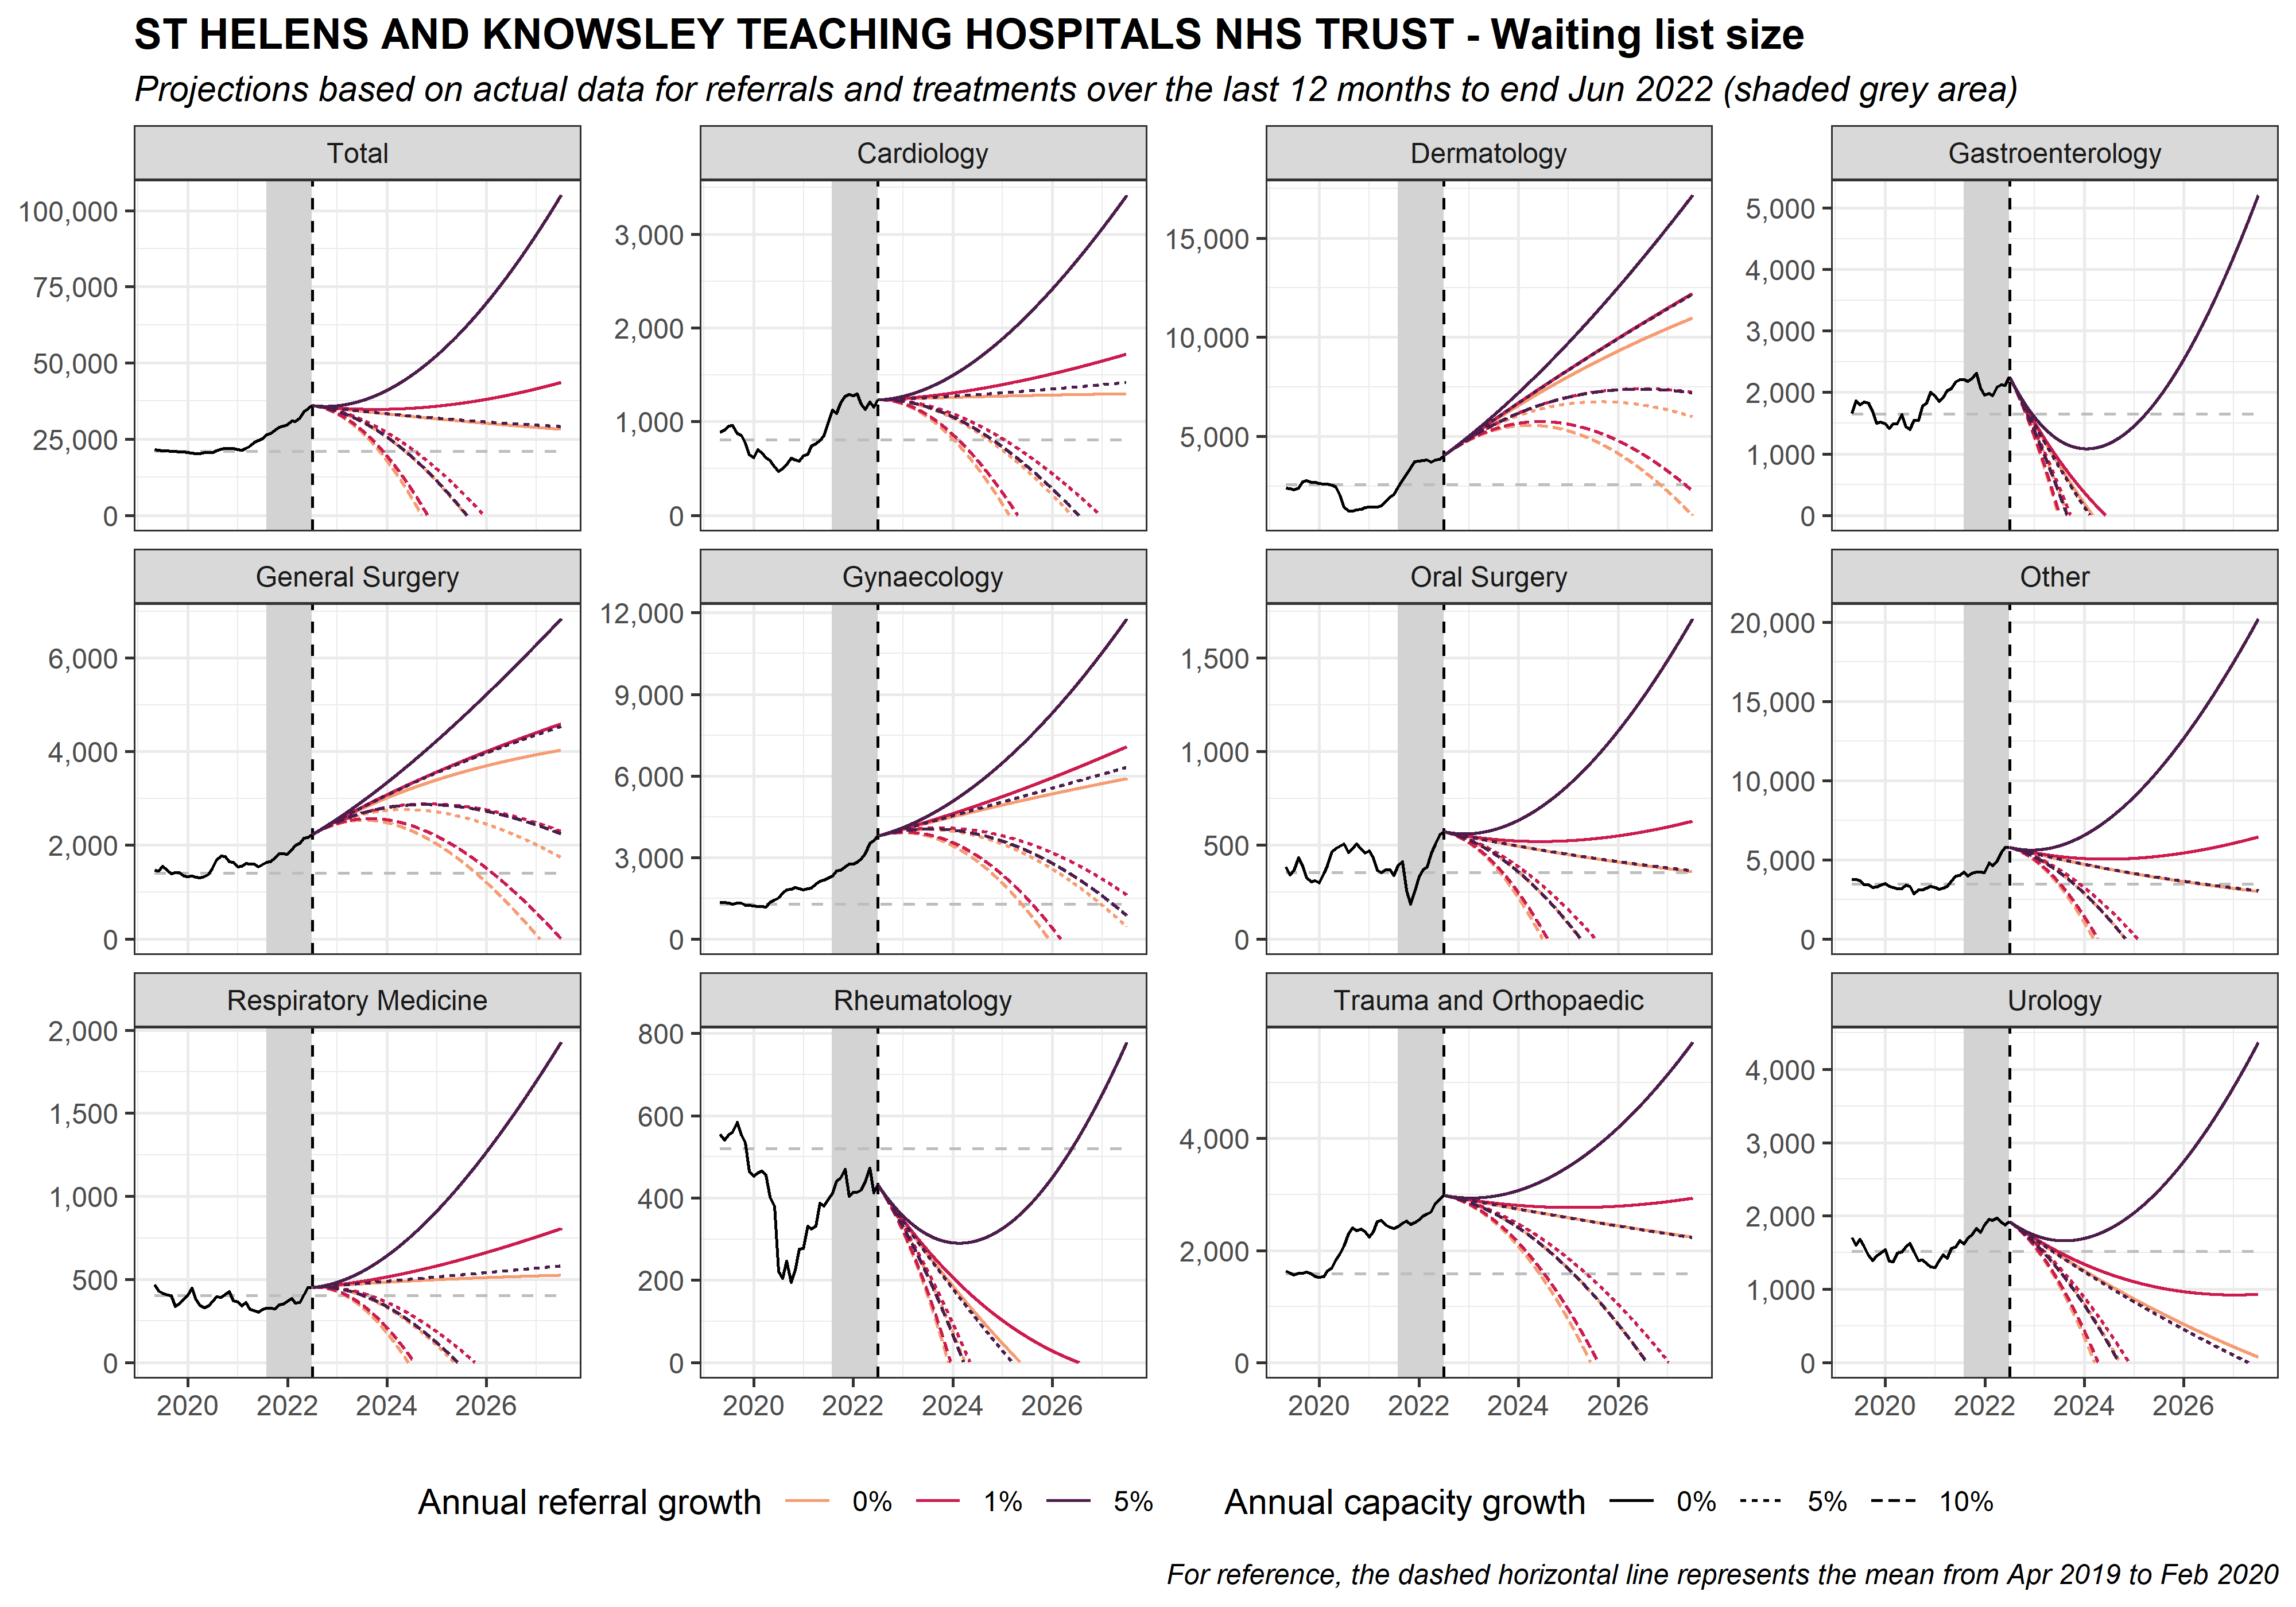 ST HELENS AND KNOWSLEY TEACHING HOSPITALS NHS TRUST - Waiting list size
Projections based on actual data for referrals and treatments over the last 12 months to end Jun 2022 (shaded grey area)
Total
Cardiology
Dermatology
Gastroenterology
100,000
75,000
50,000
25,000
0
3,000
2,000
1,000
0
15,000
10,000
5,000
5,000
4,000
3,000
2,000
1,000
0
General Surgery
Gynaecology
Oral Surgery
Other
6,000
4,000
2,000
0
12,000
9,000
6,000
3,000
0
1,500
1,000
500
0
20,000
15,000
10,000
5,000
0
Respiratory Medicine
Rheumatology
Trauma and Orthopaedic
Urology
2,000
1,500
1,000
500
0
800
600
400
200
0
4,000
2,000
0
4,000
3,000
2,000
1,000
0
2020 2022 2024 2026
2020 2022 2024 2026
2020 2022 2024 2026
2020 2022 2024 2026
Annual referral growth 0% 1% 5%
Annual capacity growth 0% 5% 10%
For reference, the dashed horizontal line represents the mean from Apr 2019 to Feb 2020